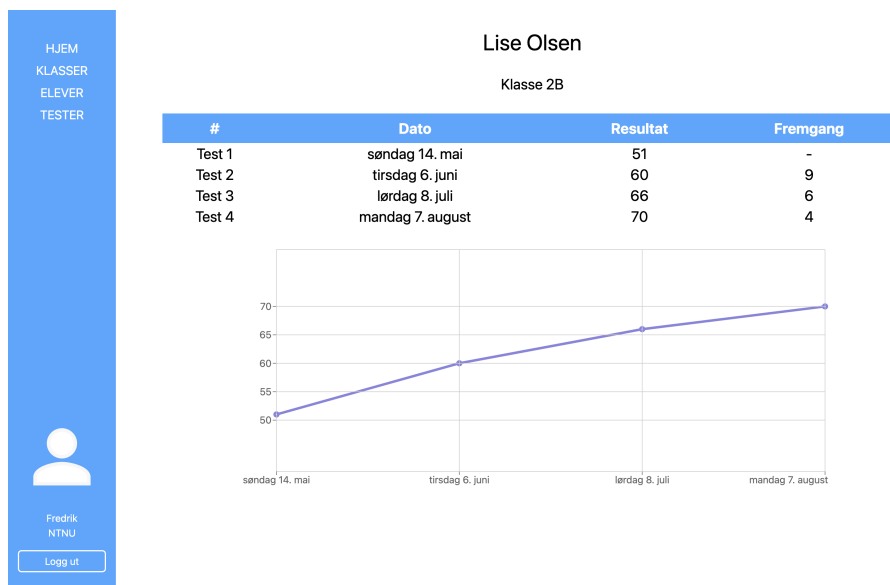 HJEM
KLASSER
ELEVER
TESTER
Fredrik
NTNU
Logg ut
Lise Olsen
Klasse 2B
# Dato Resultat Fremgang
Test 1 søndag 14. mai 51 -
Test 2 tirsdag 6. juni 60 9
Test 3 lørdag 8. juli 66 6
Test 4 mandag 7. august 70 4
70
65
60
55
50
søndag 14. mai tirsdag 6. juni lørdag 8. juli mandag 7. august